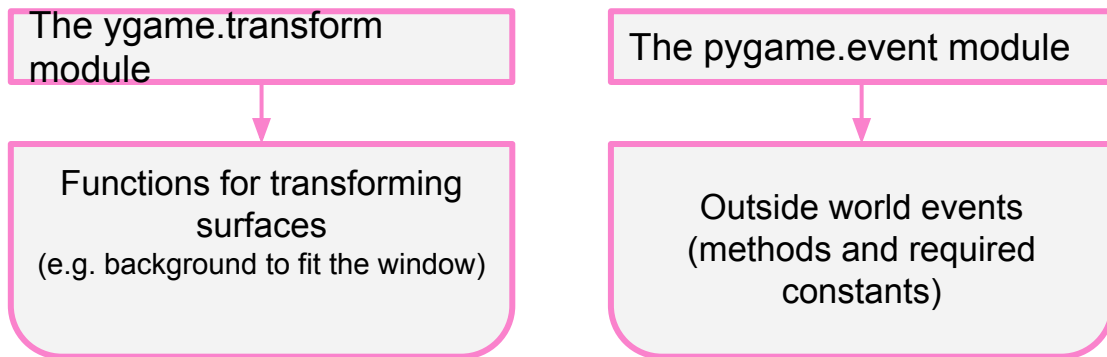 The ygame.transform
module
The pygame.event module
Functions for transforming
surfaces
(e.g. background to fit the window)
Outside world events
(methods and required
constants)